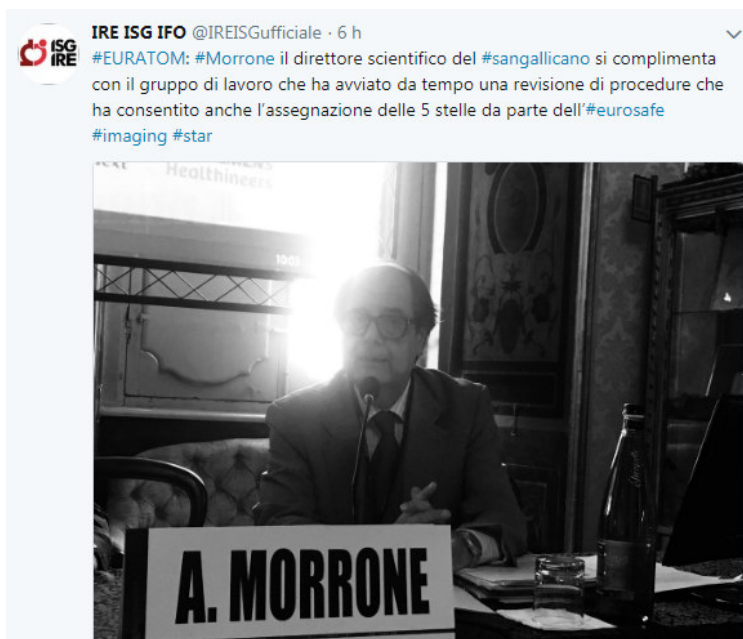 ISG
IRE
IRE ISG IFO @IREISGufficiale · 6 h
#EURATOM: #Morrone il direttore scientifico del #sangallicano si complimenta
con il gruppo di lavoro che ha avviato da tempo una revisione di procedure che
ha consentito anche l'assegnazione delle 5 stelle da parte dell'#eurosafe
#imaging #star
Healthineers
A. MORRONE